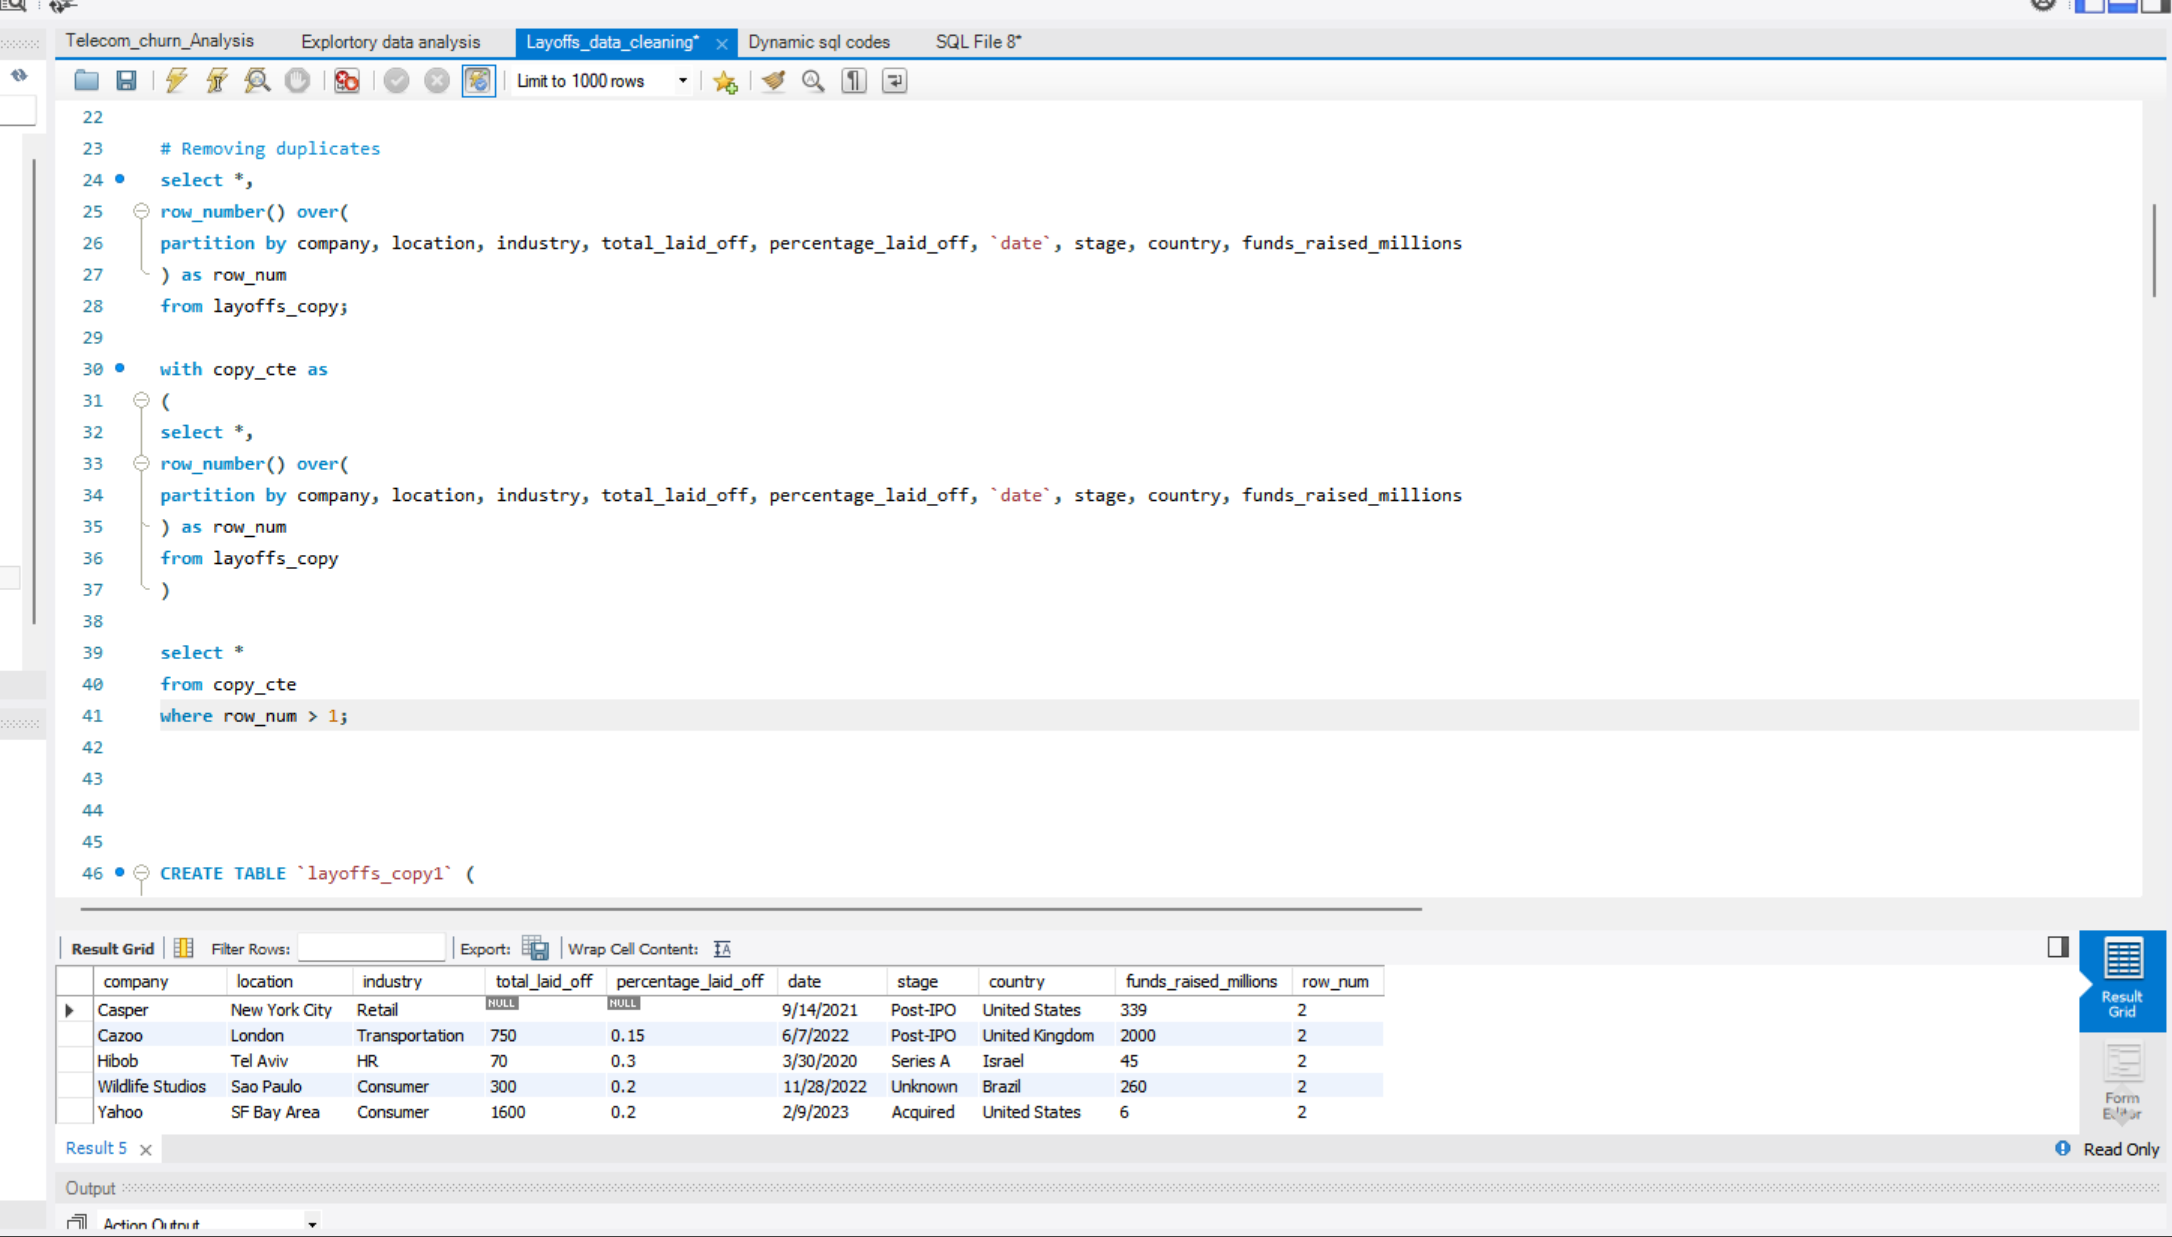 Telecom_churn_Analysis Explortory data analysis Layoffs_data_cleaning* Dynamic sql codes SQL File 8*
Limit to 1000 rows
22
23 # Removing duplicates
24 select *,
25 row_number() over(
26 partition by company, location, industry, total_laid_off, percentage_laid_off, `date`, stage, country, funds_raised_millions
27 ) as row_num
28 from layoffs_copy;
29
30 with copy_cte as
31 (
32 select *,
33 row_number() over(
34 partition by company, location, industry, total_laid_off, percentage_laid_off, `date`, stage, country, funds_raised_millions
35 ) as row_num
36 from layoffs_copy
37 )
38
39 select *
40 from copy_cte
41 where row_num > 1;
42
43
44
45
46 CREATE TABLE `layoffs_copy1` (
Result Grid Filter Rows: Export: Wrap Cell Content:
company location industry total_laid_off percentage_laid_off date stage country funds_raised_millions row_num
Casper New York City Retail NULL NULL 9/14/2021 Post-IPO United States 339 2
Cazoo London Transportation 750 0.15 6/7/2022 Post-IPO United Kingdom 2000 2
Hibob Tel Aviv HR 70 0.3 3/30/2020 Series A Israel 45 2
Wildlife Studios Sao Paulo Consumer 300 0.2 11/28/2022 Unknown Brazil 260 2
Yahoo SF Bay Area Consumer 1600 0.2 2/9/2023 Acquired United States 6 2
Result
Grid
Form
Editor
Result 5 Read Only
Output
Action Output